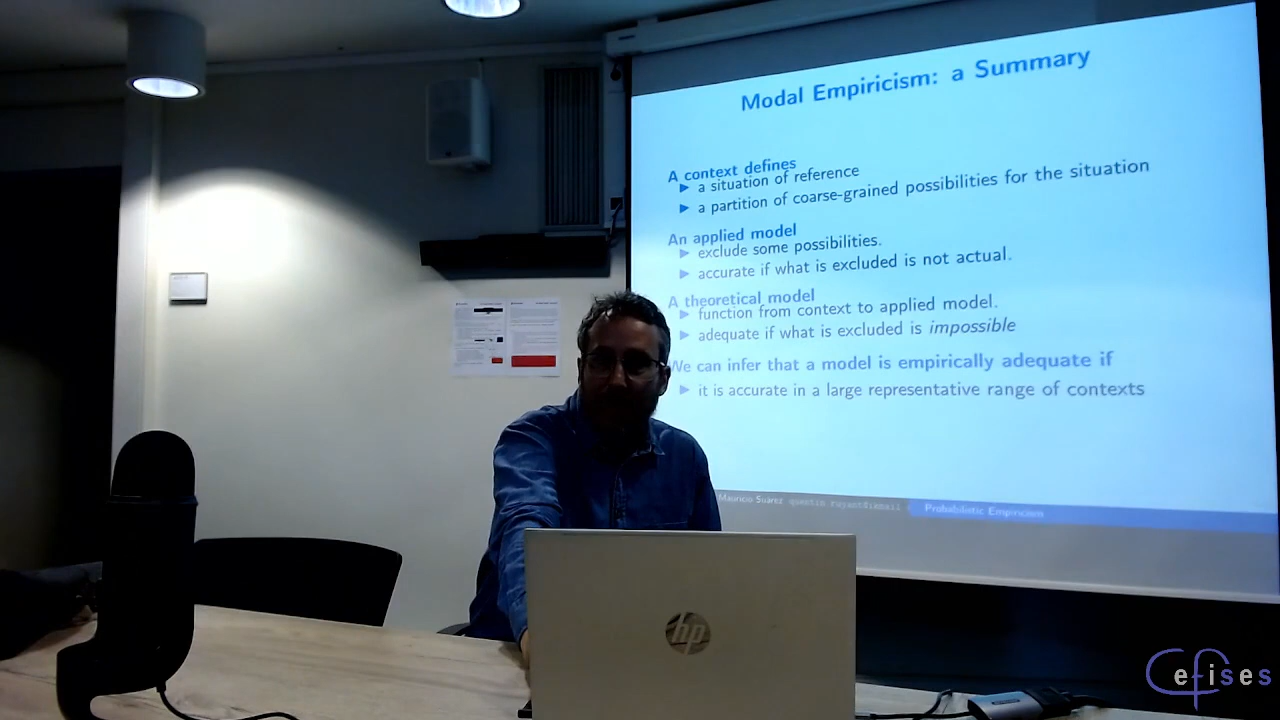 Modal Empiricism: a Summary
A context defines
a situation of reference
a partition of coarse-grained possibilities for the situation
An applied model
exclude some possibilities.
accurate if what is excluded is not actual.
A theoretical model
function from context to applied model.
adequate if what is excluded is impossible
We can infer that a model is empirically adequate if
it is accurate in a large representative range of contexts
Mauricio Suárez
Probabilistic Empiricism
hp
Cefises